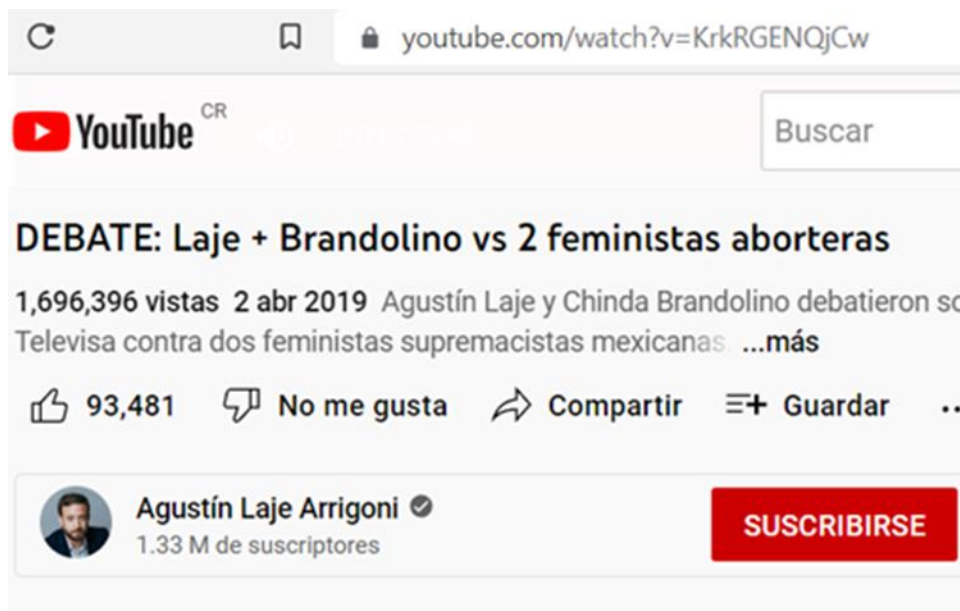 youtube.com/watch?v=KrkRGENQjCw
YouTube CR
Buscar
DEBATE: Laje + Brandolino vs 2 feministas aborteras
1,696,396 vistas 2 abr 2019 Agustín Laje y Chinda Brandolino debatieron so
Televisa contra dos feministas supremacistas mexicanas. ...más
93,481 No me gusta Compartir Guardar ..
Agustín Laje Arrigoni
1.33 M de suscriptores
SUSCRIBIRSE